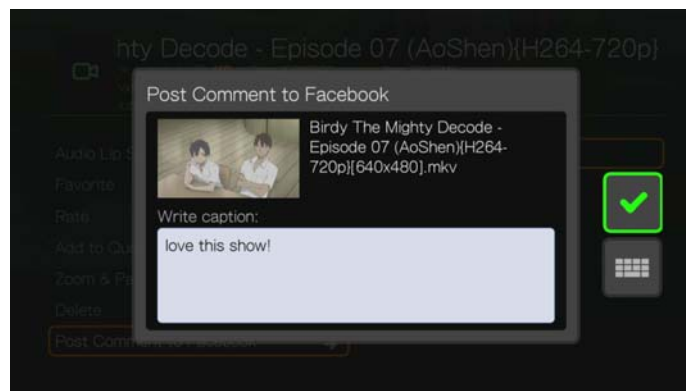 hty Decode - Episode 07 (AoShen){H264-720p}
Post Comment to Facebook
Birdy The Mighty Decode -
Episode 07 (AoShen){H264-
720p}[640x480].mkv
Write caption:
love this show!
Audio Lip S
Favorite
Rate
Add to Qu
Zoom & Pa
Delete
Post Comment to Facebook